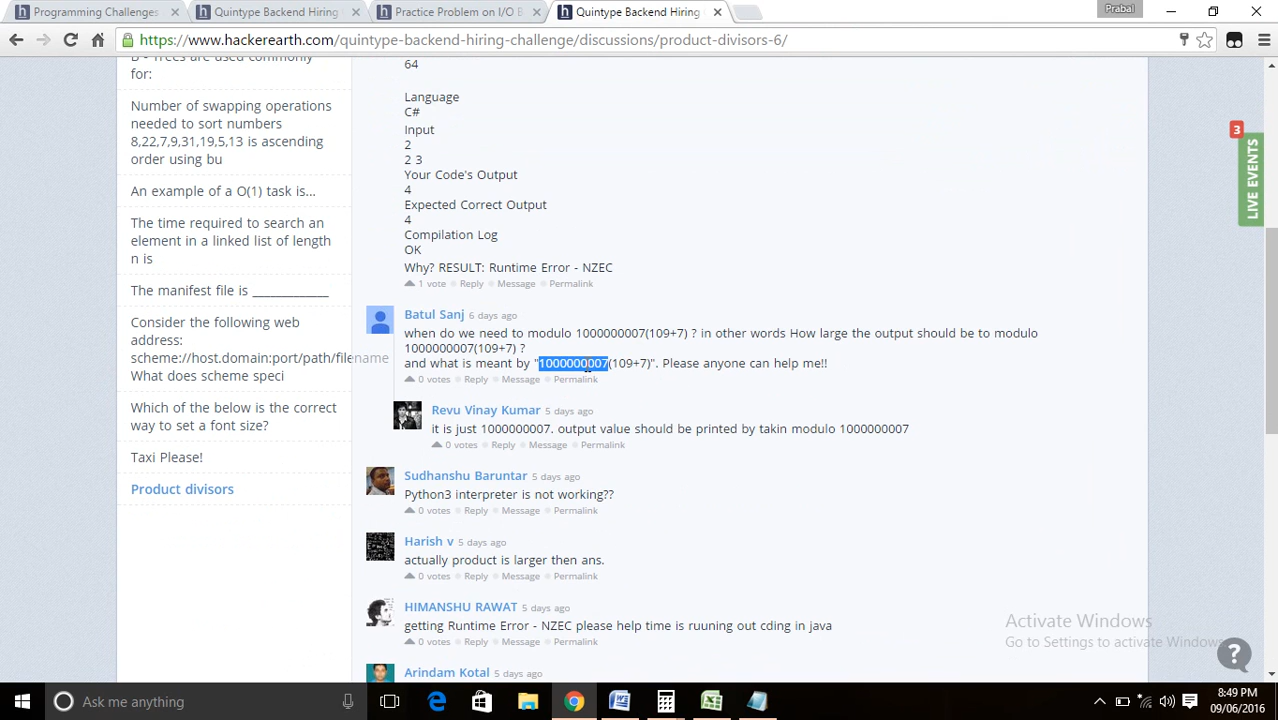 Programming Challenges
Quintype Backend Hiring
Practice Problem on I/O B
Quintype Backend Hiring
Prabal
https://www.hackerearth.com/quintype-backend-hiring-challenge/discussions/product-divisors-6/
B - Trees are used commonly
for:
Number of swapping operations
needed to sort numbers
8,22,7,9,31,19,5,13 is ascending
order using bu
An example of a O(1) task is...
The time required to search an
element in a linked list of length
n is
The manifest file is ____________
Consider the following web
address:
scheme://host.domain:port/path/filename
What does scheme speci
Which of the below is the correct
way to set a font size?
Taxi Please!
Product divisors
64
Language
C#
Input
2
2 3
Your Code's Output
4
Expected Correct Output
4
Compilation Log
OK
Why? RESULT: Runtime Error - NZEC
1 vote Reply Message Permalink
Batul Sanj 6 days ago
when do we need to modulo 1000000007(109+7) ? in other words How large the output should be to modulo
1000000007(109+7) ?
and what is meant by "1000000007(109+7)". Please anyone can help me!!
0 votes Reply Message Permalink
Revu Vinay Kumar 5 days ago
it is just 1000000007. output value should be printed by takin modulo 1000000007
0 votes Reply Message Permalink
Sudhanshu Baruntar 5 days ago
Python3 interpreter is not working??
0 votes Reply Message Permalink
Harish v 5 days ago
actually product is larger then ans.
0 votes Reply Message Permalink
HIMANSHU RAWAT 5 days ago
getting Runtime Error - NZEC please help time is ruuning out cding in java
0 votes Reply Message Permalink
Arindam Kotal 5 days ago
3
LIVE EVENTS
Activate Windows
Go to Settings to activate Windows.
?
Ask me anything
8:49 PM
09/06/2016